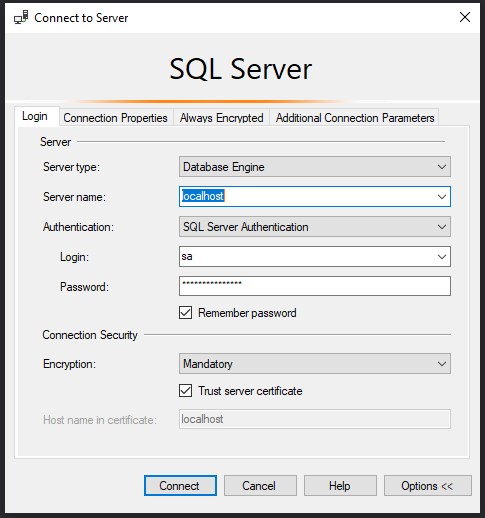 Connect to Server
SQL Server
Login Connection Properties Always Encrypted Additional Connection Parameters
Server
Server type: Database Engine
Server name: localhost
Authentication: SQL Server Authentication
Login: sa
Password: ***************
Remember password
Connection Security
Encryption: Mandatory
Trust server certificate
Host name in certificate: localhost
Connect Cancel Help Options <<